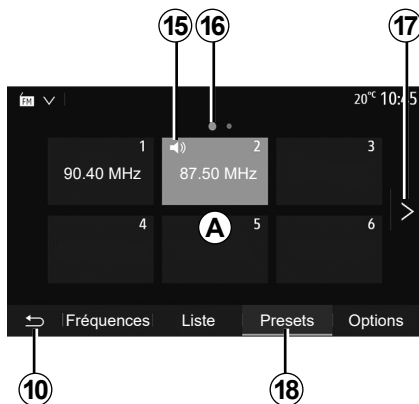 15 16 17
FM 20°C 10:45
1 2 3
90.40 MHz 87.50 MHz
A
4 5 6
Fréquences Liste Presets Options
10 18